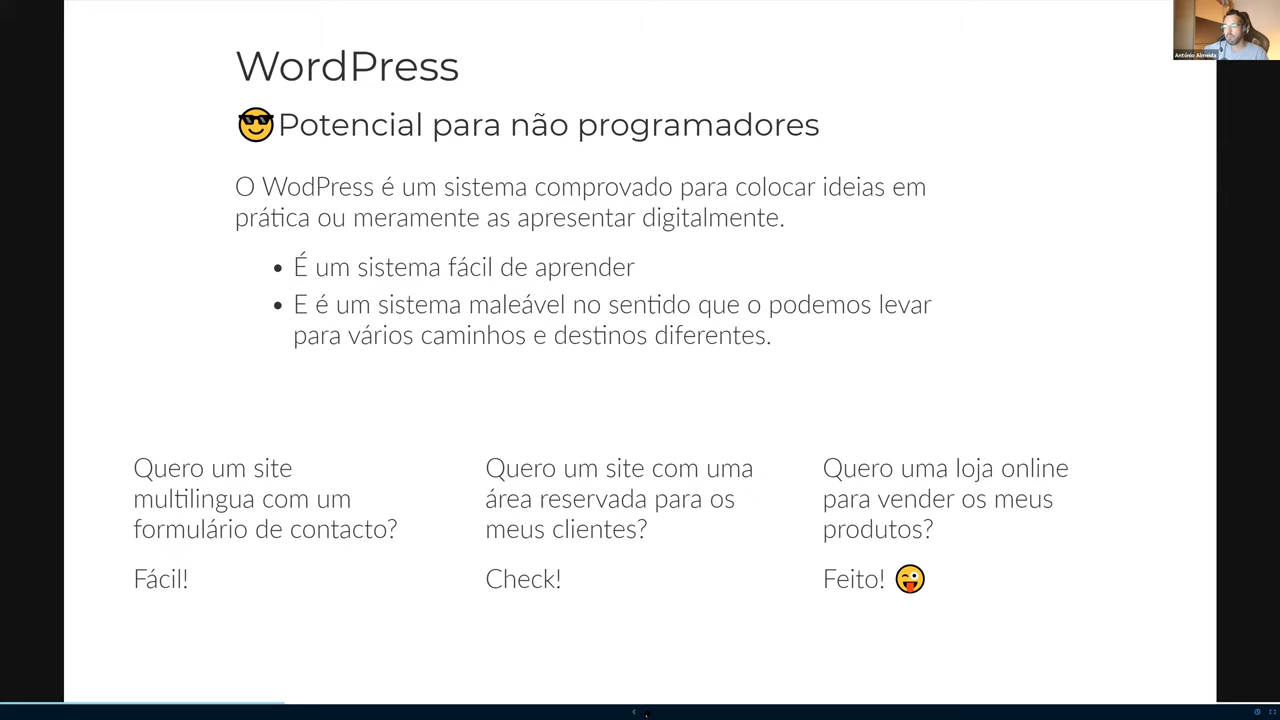 WordPress
😎Potencial para não programadores
O WodPress é um sistema comprovado para colocar ideias em
prática ou meramente as apresentar digitalmente.
• É um sistema fácil de aprender
• E é um sistema maleável no sentido que o podemos levar
para vários caminhos e destinos diferentes.
Quero um site
multilingua com um
formulário de contacto?
Fácil!
Quero um site com uma
área reservada para os
meus clientes?
Check!
Quero uma loja online
para vender os meus
produtos?
Feito! 😜
António Almeida